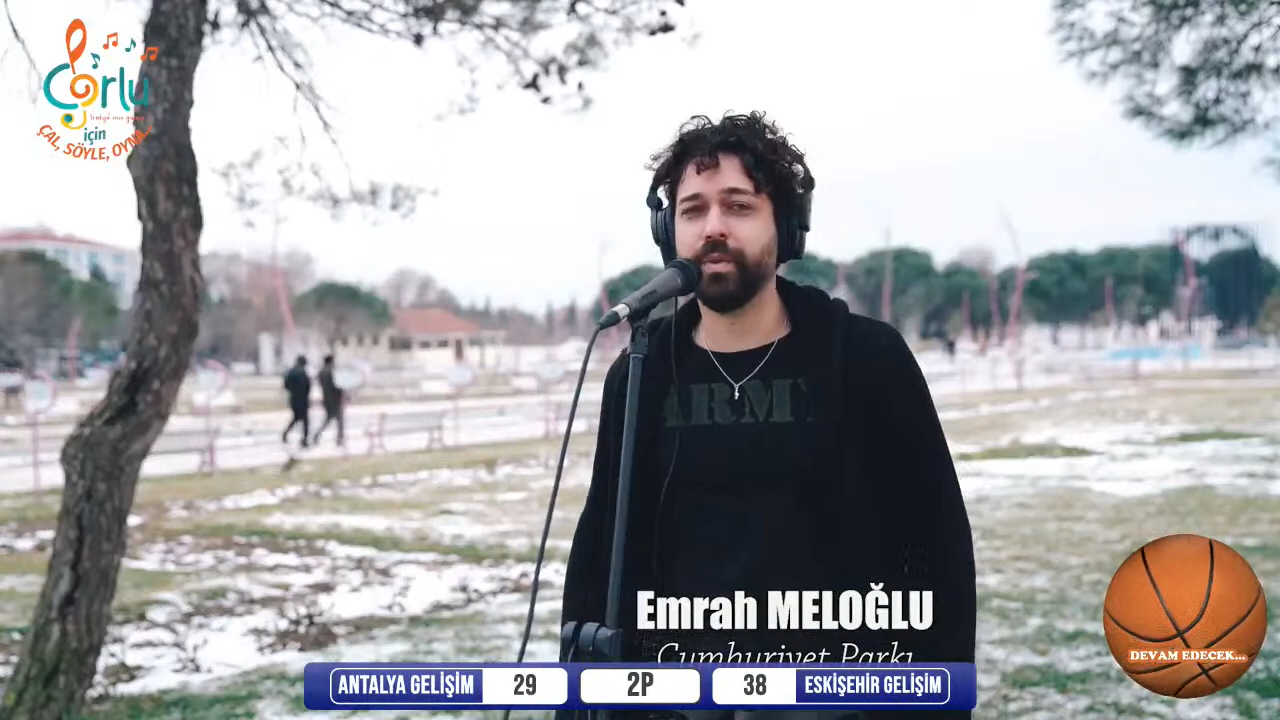 Çorlu
için
ÇAL, SÖYLE, OYNA...
ARMY
Emrah MELOĞLU
Cumhuriyet Parkı
ANTALYA GELİŞİM 29 2P 38 ESKİŞEHİR GELİŞİM
DEVAM EDECEK...